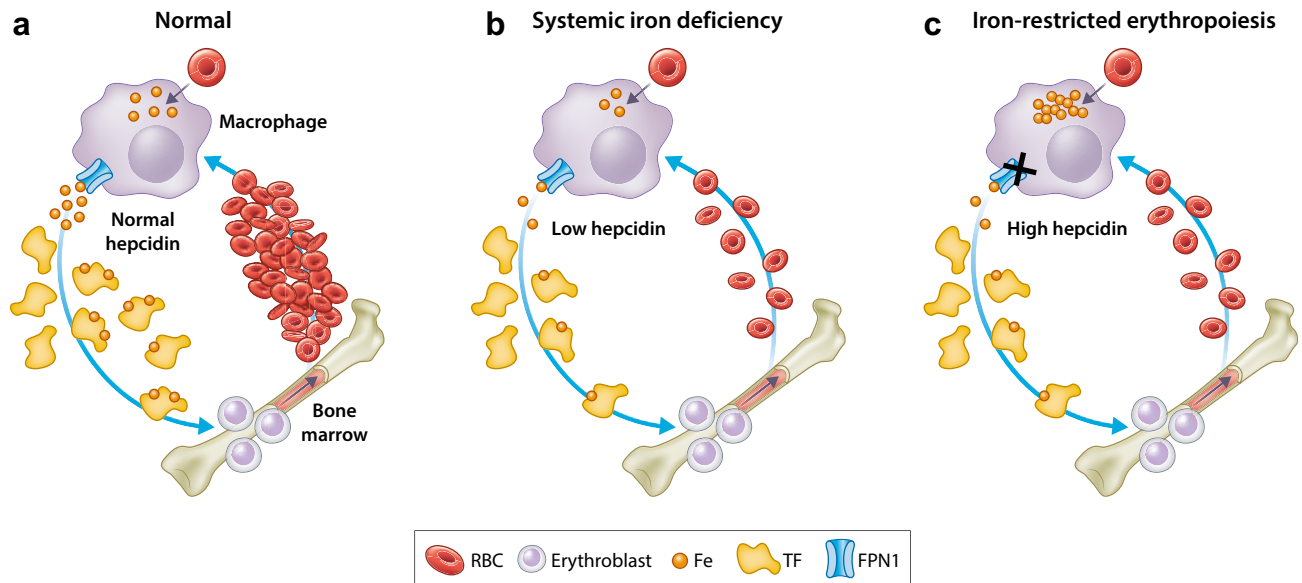 a
Normal
Macrophage
Normal
hepcidin
Bone
marrow
b
Systemic iron deficiency
Low hepcidin
c
Iron-restricted erythropoiesis
High hepcidin
RBC
Erythroblast
Fe
TF
FPN1